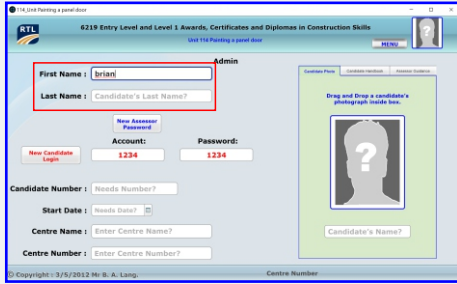 114_Unit Painting a panel door
RTL
6219 Entry Level and Level 1 Awards, Certificates and Diplomas in Construction Skills
Unit 114 Painting a panel door
MENU
Admin
First Name : brian
Last Name : Candidate's Last Name?
New Assessor
Password
Account: Password:
New Candidate
Login
1234 1234
Candidate Number : Needs Number?
Start Date : Needs Date?
Centre Name : Enter Centre Name?
Centre Number : Enter Centre Number?
Candidate Photo Candidate Handbook Assessor Guidance
Drag and Drop a candidate's
photograph inside box.
Candidate's Name?
© Copyright : 3/5/2012 Mr B. A. Lang. Centre Number